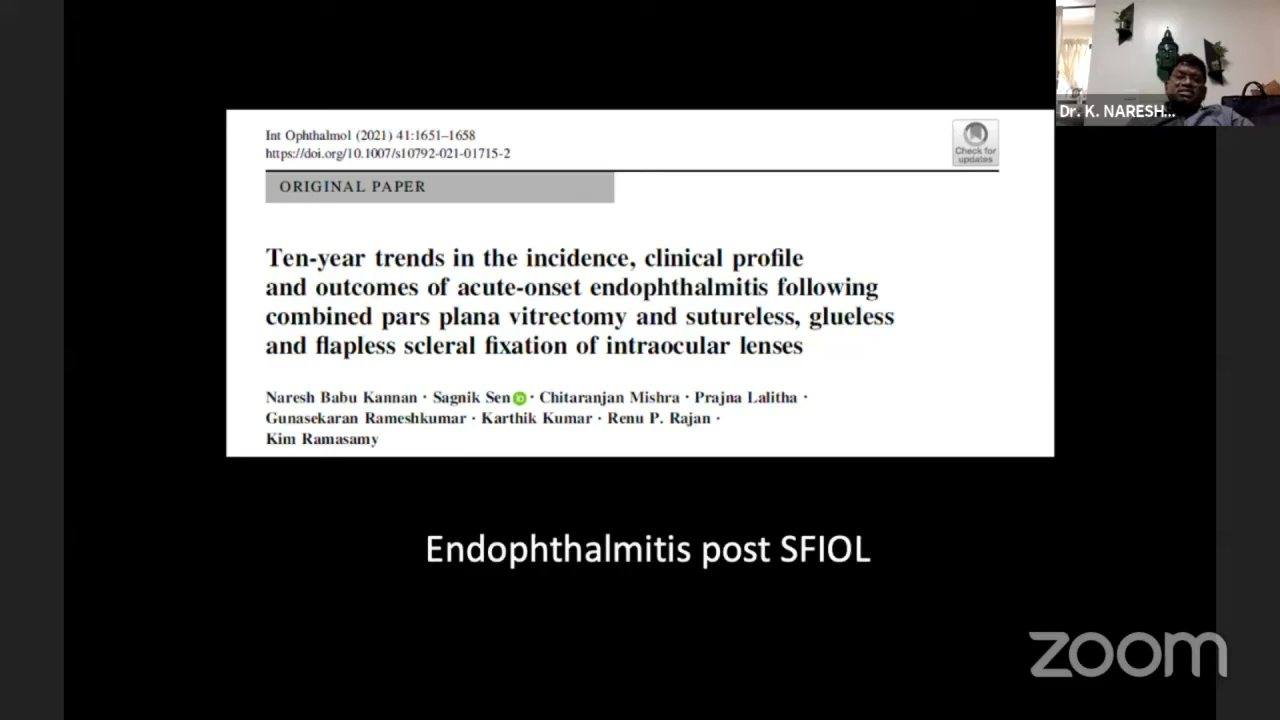 Dr. K. NARESH...
Int Ophthalmol (2021) 41:1651–1658
https://doi.org/10.1007/s10792-021-01715-2
Check for
updates
ORIGINAL PAPER
Ten-year trends in the incidence, clinical profile
and outcomes of acute-onset endophthalmitis following
combined pars plana vitrectomy and sutureless, glueless
and flapless scleral fixation of intraocular lenses
Naresh Babu Kannan · Sagnik Sen iD · Chitaranjan Mishra · Prajna Lalitha ·
Gunasekaran Rameshkumar · Karthik Kumar · Renu P. Rajan ·
Kim Ramasamy
Endophthalmitis post SFIOL
zoom